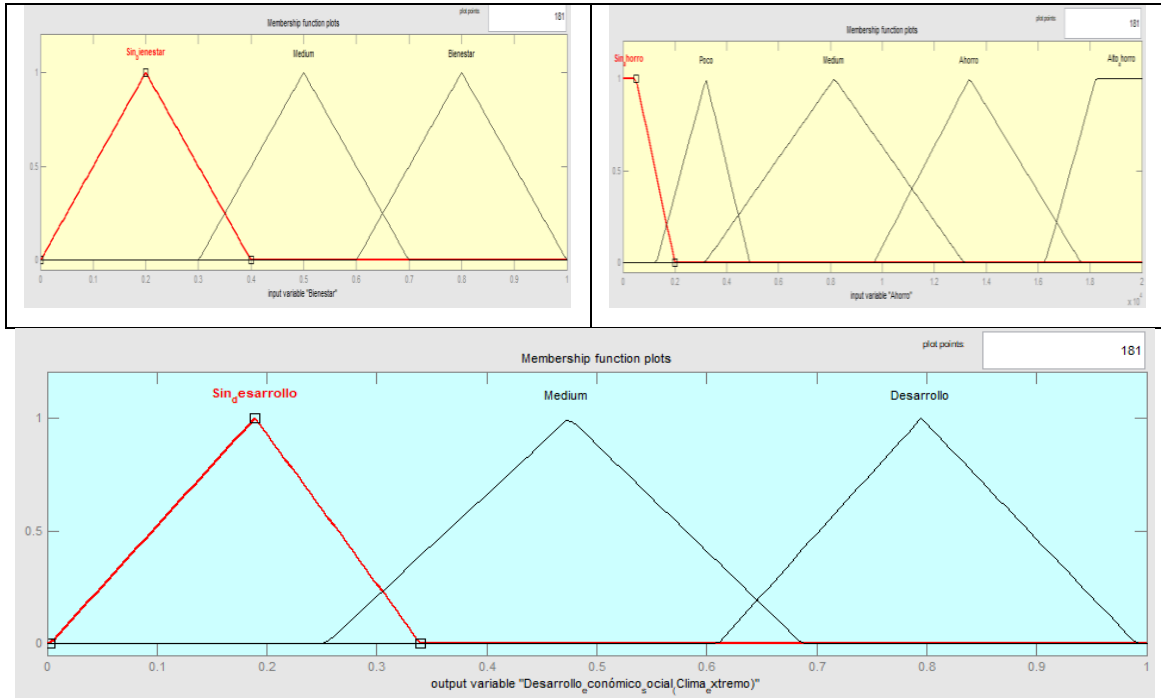 plot points:
181
Membership function plots
Sin_bienestar Medium Bienestar
1
0.5
0
0 0.1 0.2 0.3 0.4 0.5 0.6 0.7 0.8 0.9 1
input variable "Bienestar"
plot points:
181
Membership function plots
Sin_ahorro Poco Medium Ahorro Alto_ahorro
1
0.5
0
0 0.2 0.4 0.6 0.8 1 1.2 1.4 1.6 1.8 2
x 10⁴
input variable "Ahorro"
plot points:
181
Membership function plots
Sin_desarrollo Medium Desarrollo
1
0.5
0
0 0.1 0.2 0.3 0.4 0.5 0.6 0.7 0.8 0.9 1
output variable "Desarrollo_económico_social_(Clima_extremo)"